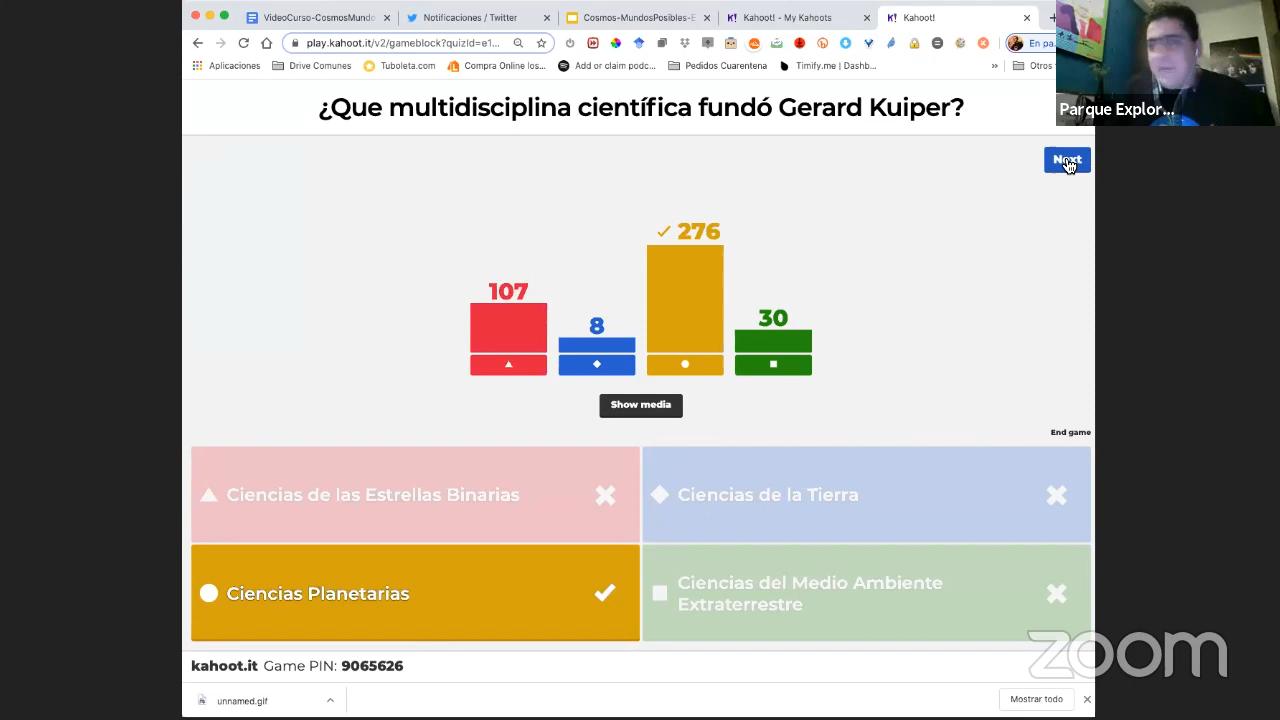 VideoCurso-CosmosMundo
Notificaciones / Twitter
Cosmos-MundosPosibles-E
Kahoot! - My Kahoots
Kahoot!
play.kahoot.it/v2/gameblock?quizId=e1...
En pa
Aplicaciones
Drive Comunes
Tuboleta.com
Compra Online los...
Add or claim podc...
Pedidos Cuarentena
Timify.me | Dashb...
»
Otros
Parque Explor...
¿Que multidisciplina científica fundó Gerard Kuiper?
Next
107
8
276
30
Show media
End game
Ciencias de las Estrellas Binarias
Ciencias de la Tierra
Ciencias Planetarias
Ciencias del Medio Ambiente
Extraterrestre
kahoot.it Game PIN: 9065626
zoom
unnamed.gif
Mostrar todo